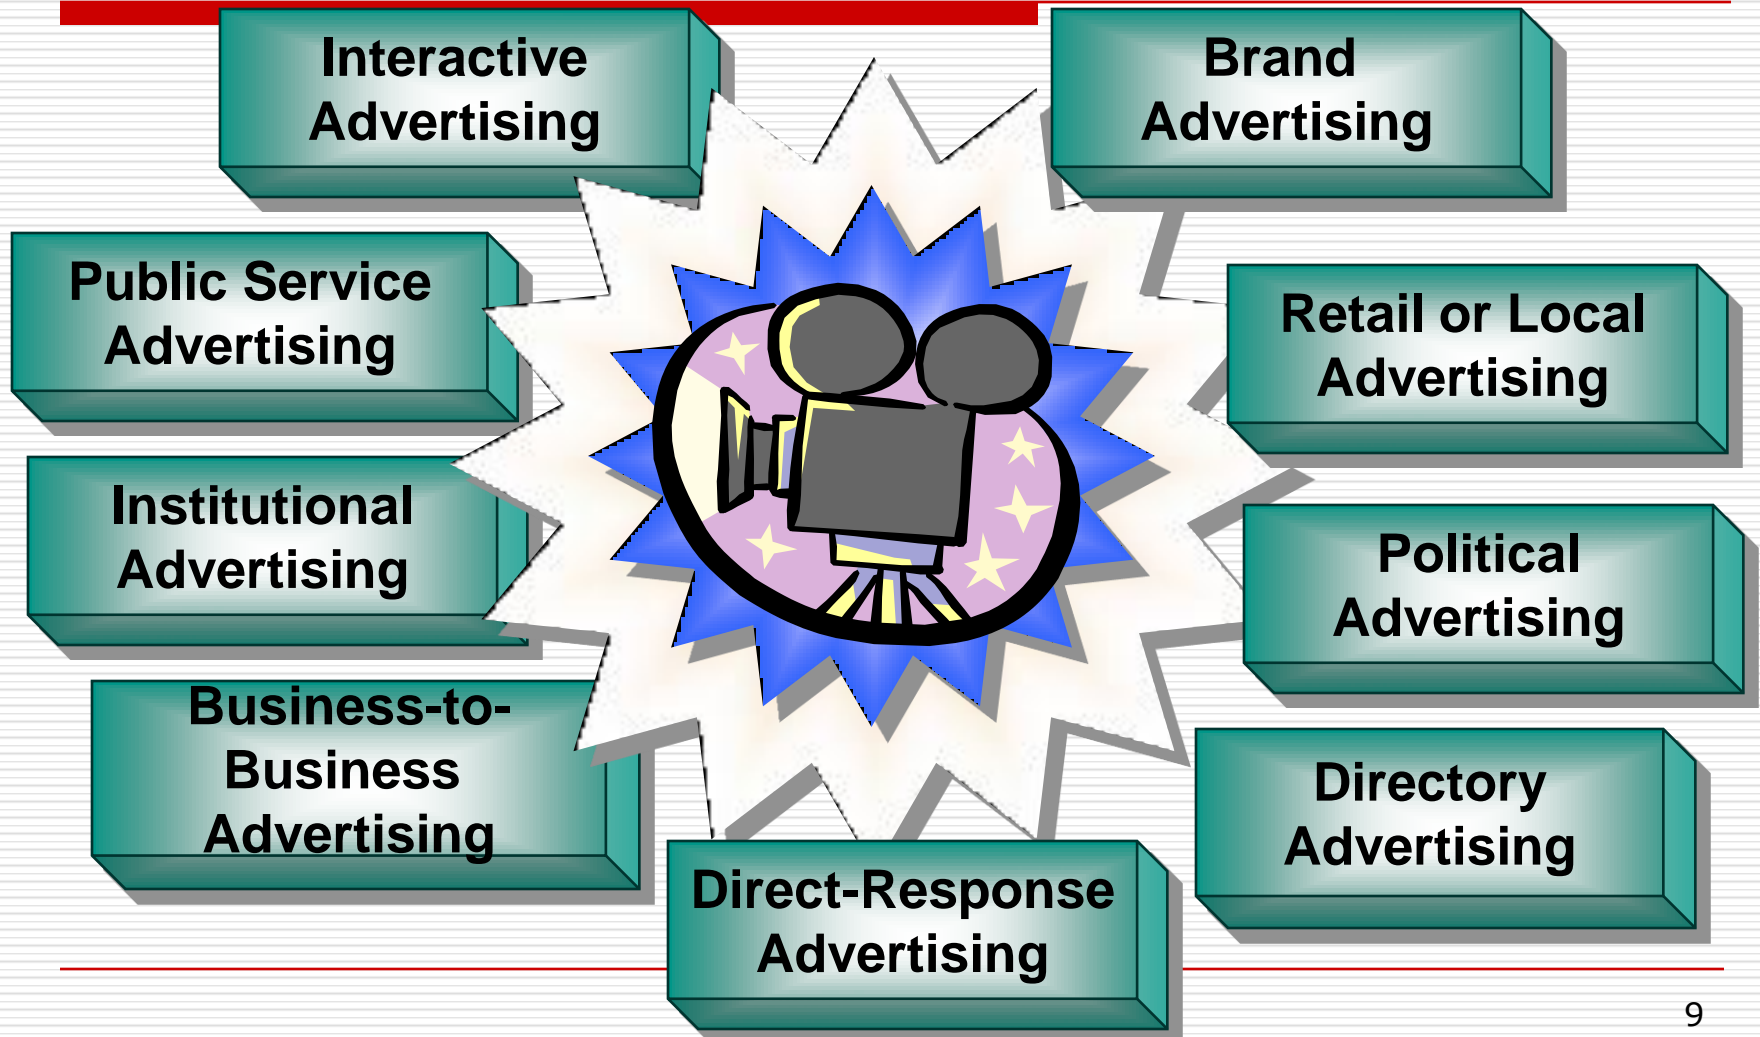 Interactive
Advertising
Brand
Advertising
Public Service
Advertising
Retail or Local
Advertising
Institutional
Advertising
Political
Advertising
Business-to-
Business
Advertising
Directory
Advertising
Direct-Response
Advertising
9